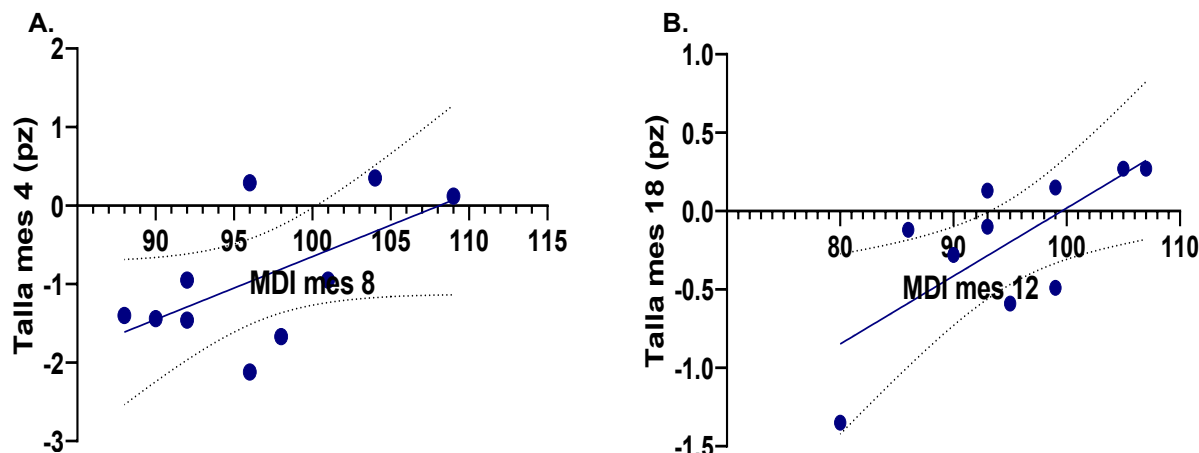 A.
Talla mes 4 (pz)
2
1
0
-1
-2
-3
90 95 100 105 110 115
MDI mes 8
B.
Talla mes 18 (pz)
1.0
0.5
0.0
-0.5
-1.0
-1.5
80 90 100 110
MDI mes 12